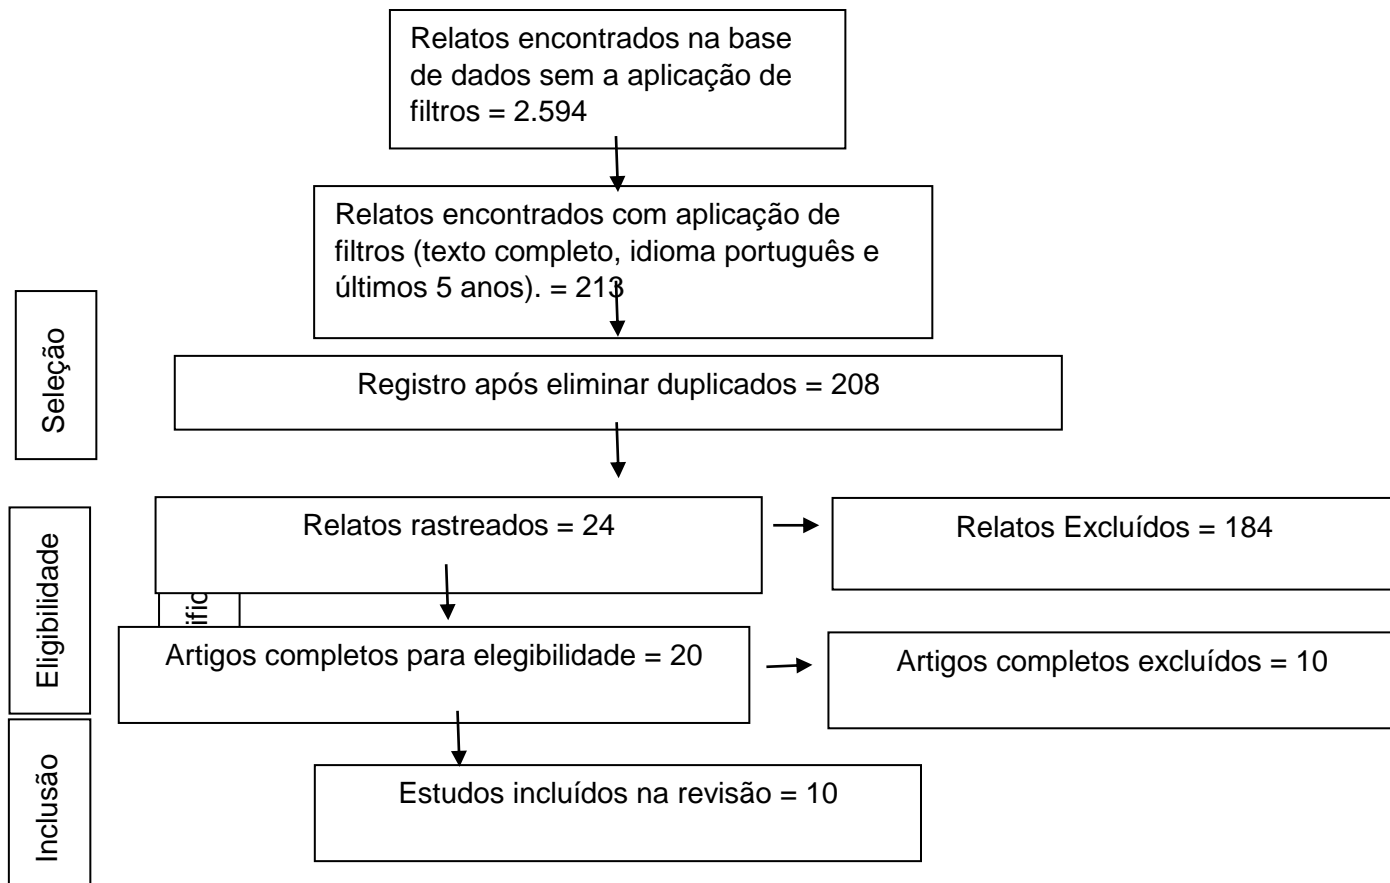 Relatos encontrados na base
de dados sem a aplicação de
filtros = 2.594
Relatos encontrados com aplicação de
filtros (texto completo, idioma português e
últimos 5 anos). = 213
Seleção
Registro após eliminar duplicados = 208
Relatos rastreados = 24
Relatos Excluídos = 184
Eligibilidade
Artigos completos para elegibilidade = 20
Artigos completos excluídos = 10
Inclusão
Estudos incluídos na revisão = 10